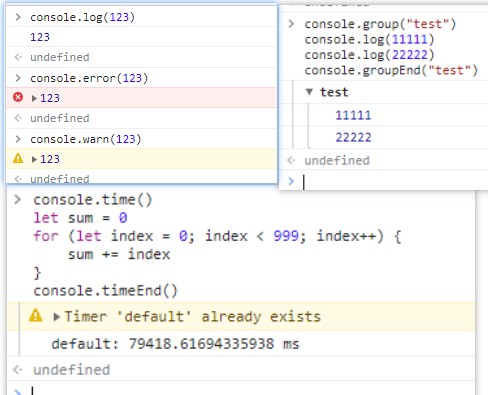 console.log(123)
123
undefined
console.error(123)
123
undefined
console.warn(123)
123
undefined
console.group("test")
console.log(11111)
console.log(22222)
console.groupEnd("test")
test
11111
22222
undefined
console.time()
let sum = 0
for (let index = 0; index < 999; index++) {
    sum += index
}
console.timeEnd()
Timer 'default' already exists
default: 79418.61694335938 ms
undefined